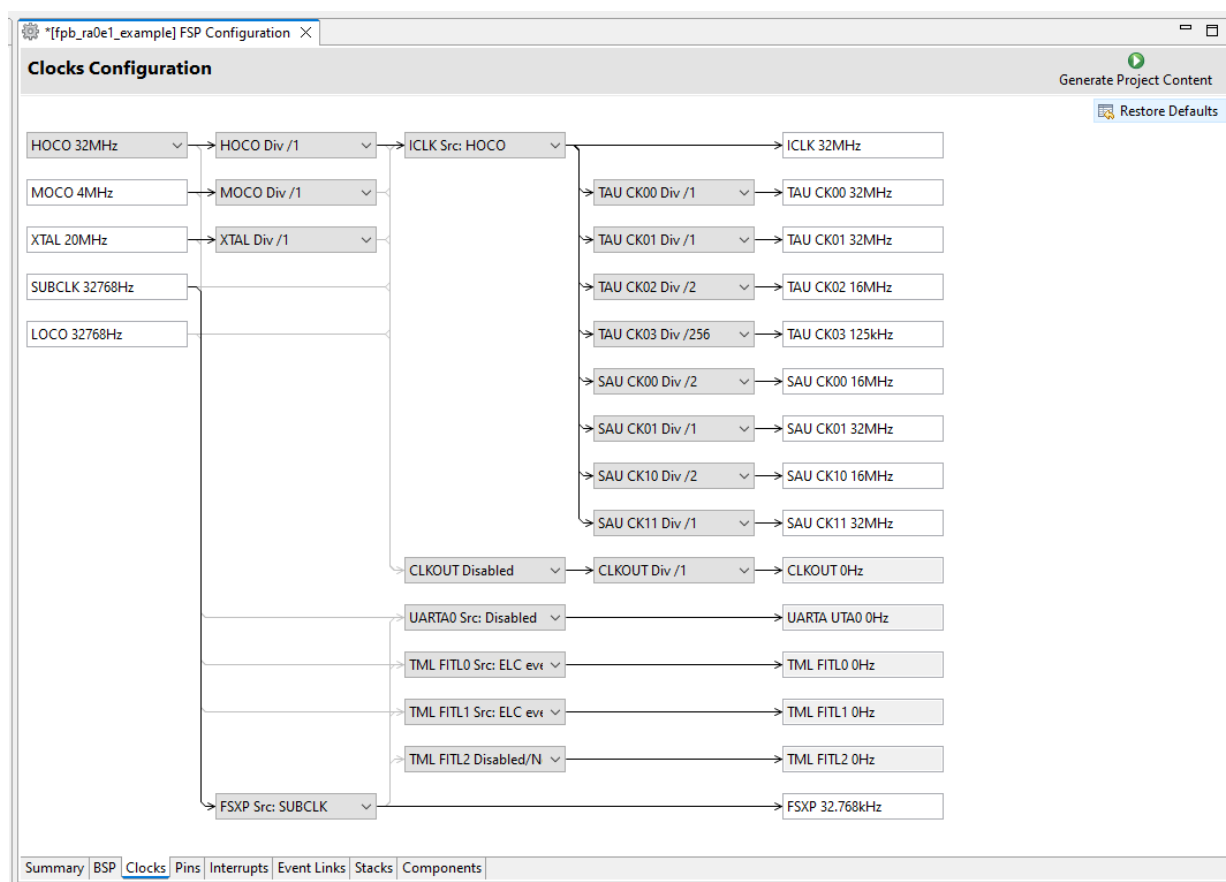 *[fpb_ra0e1_example] FSP Configuration
Clocks Configuration
Generate Project Content
Restore Defaults
HOCO 32MHz HOCO Div /1 ICLK Src: HOCO ICLK 32MHz
MOCO 4MHz MOCO Div /1 TAU CK00 Div /1 TAU CK00 32MHz
XTAL 20MHz XTAL Div /1 TAU CK01 Div /1 TAU CK01 32MHz
SUBCLK 32768Hz TAU CK02 Div /2 TAU CK02 16MHz
LOCO 32768Hz TAU CK03 Div /256 TAU CK03 125kHz
SAU CK00 Div /2 SAU CK00 16MHz
SAU CK01 Div /1 SAU CK01 32MHz
SAU CK10 Div /2 SAU CK10 16MHz
SAU CK11 Div /1 SAU CK11 32MHz
CLKOUT Disabled CLKOUT Div /1 CLKOUT 0Hz
UARTA0 Src: Disabled UARTA UTA0 0Hz
TML FITL0 Src: ELC eve TML FITL0 0Hz
TML FITL1 Src: ELC eve TML FITL1 0Hz
TML FITL2 Disabled/N TML FITL2 0Hz
FSXP Src: SUBCLK FSXP 32.768kHz
Summary BSP Clocks Pins Interrupts Event Links Stacks Components